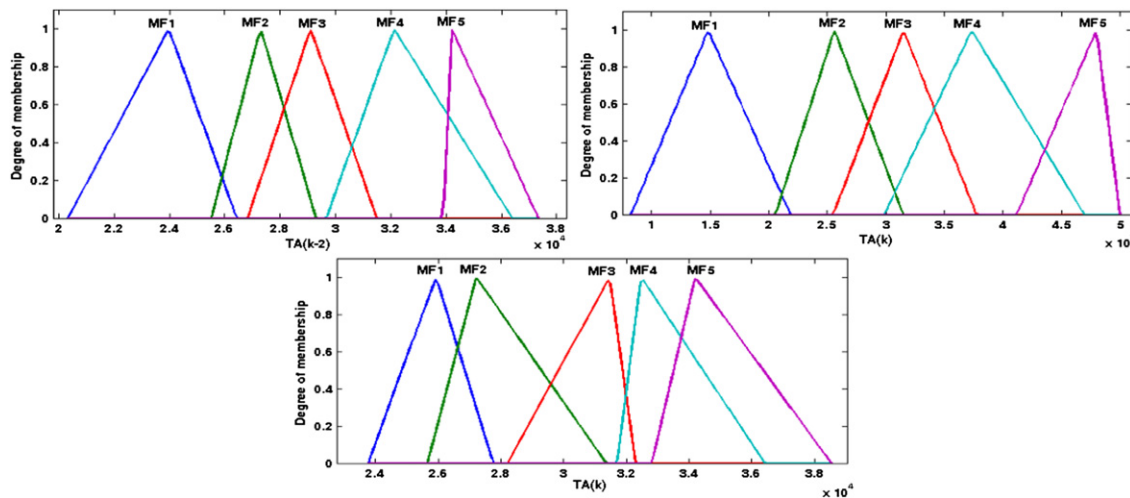 MF1 MF2 MF3 MF4 MF5
Degree of membership
1
0.8
0.6
0.4
0.2
0
2 2.2 2.4 2.6 2.8 3 3.2 3.4 3.6 3.8
TA(k-2)
× 10⁴
MF1 MF2 MF3 MF4 MF5
Degree of membership
1
0.8
0.6
0.4
0.2
0
1 1.5 2 2.5 3 3.5 4 4.5 5
TA(k)
× 10
MF1 MF2 MF3 MF4 MF5
Degree of membership
1
0.8
0.6
0.4
0.2
0
2.4 2.6 2.8 3 3.2 3.4 3.6 3.8
TA(k)
× 10⁴